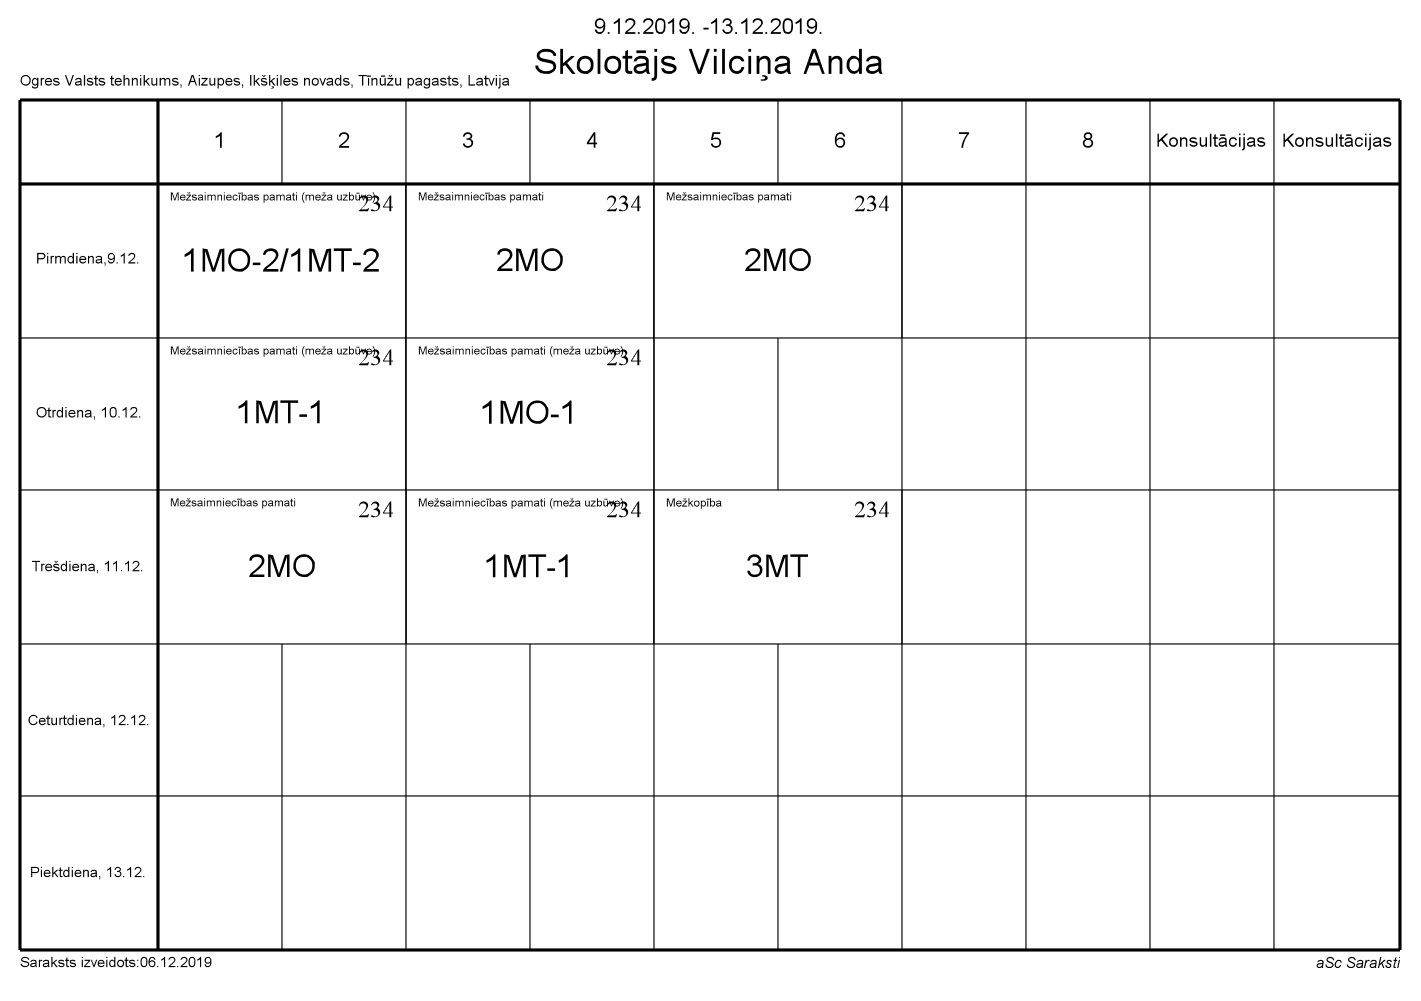 9.12.2019. -13.12.2019.
Skolotājs Vilciņa Anda
Ogres Valsts tehnikums, Aizupes, Ikšķiles novads, Tīnūžu pagasts, Latvija
1 2 3 4 5 6 7 8 Konsultācijas Konsultācijas
Mežsaimniecības pamati (meža uzbūve) 234 Mežsaimniecības pamati 234 Mežsaimniecības pamati 234
Pirmdiena,9.12. 1MO-2/1MT-2 2MO 2MO
Mežsaimniecības pamati (meža uzbūve) 234 Mežsaimniecības pamati (meža uzbūve) 234
Otrdiena, 10.12. 1MT-1 1MO-1
Mežsaimniecības pamati 234 Mežsaimniecības pamati (meža uzbūve) 234 Mežkopība 234
Trešdiena, 11.12. 2MO 1MT-1 3MT
Ceturtdiena, 12.12.
Piektdiena, 13.12.
Saraksts izveidots:06.12.2019 aSc Saraksti